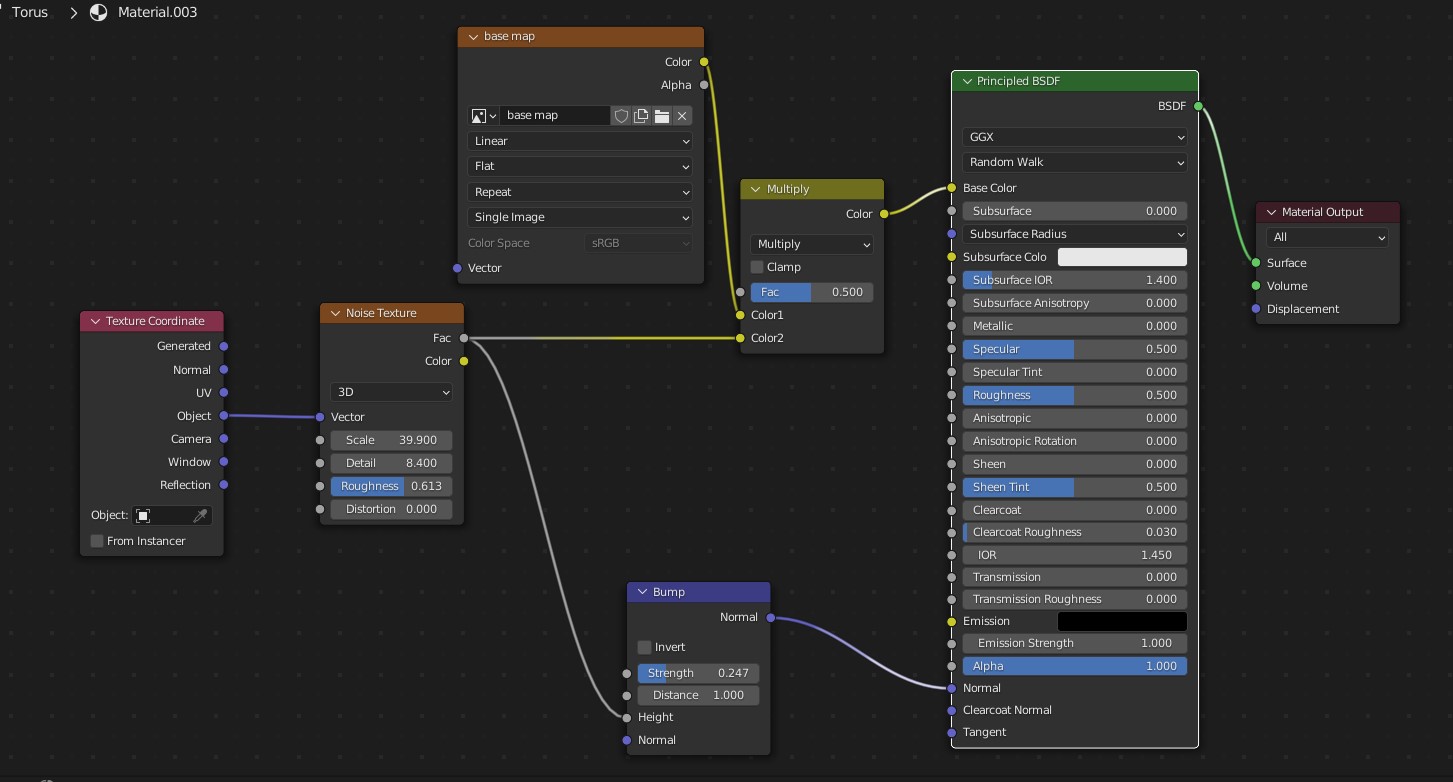 Torus > Material.003
base map
Color
Alpha
base map
Linear
Flat
Repeat
Single Image
Color Space sRGB
Vector
Texture Coordinate
Generated
Normal
UV
Object
Camera
Window
Reflection
Object:
From Instancer
Noise Texture
Fac
Color
3D
Vector
Scale 39.900
Detail 8.400
Roughness 0.613
Distortion 0.000
Multiply
Color
Multiply
Clamp
Fac 0.500
Color1
Color2
Bump
Normal
Invert
Strength 0.247
Distance 1.000
Height
Normal
Principled BSDF
BSDF
GGX
Random Walk
Base Color
Subsurface 0.000
Subsurface Radius
Subsurface Colo
Subsurface IOR 1.400
Subsurface Anisotropy 0.000
Metallic 0.000
Specular 0.500
Specular Tint 0.000
Roughness 0.500
Anisotropic 0.000
Anisotropic Rotation 0.000
Sheen 0.000
Sheen Tint 0.500
Clearcoat 0.000
Clearcoat Roughness 0.030
IOR 1.450
Transmission 0.000
Transmission Roughness 0.000
Emission
Emission Strength 1.000
Alpha 1.000
Normal
Clearcoat Normal
Tangent
Material Output
All
Surface
Volume
Displacement